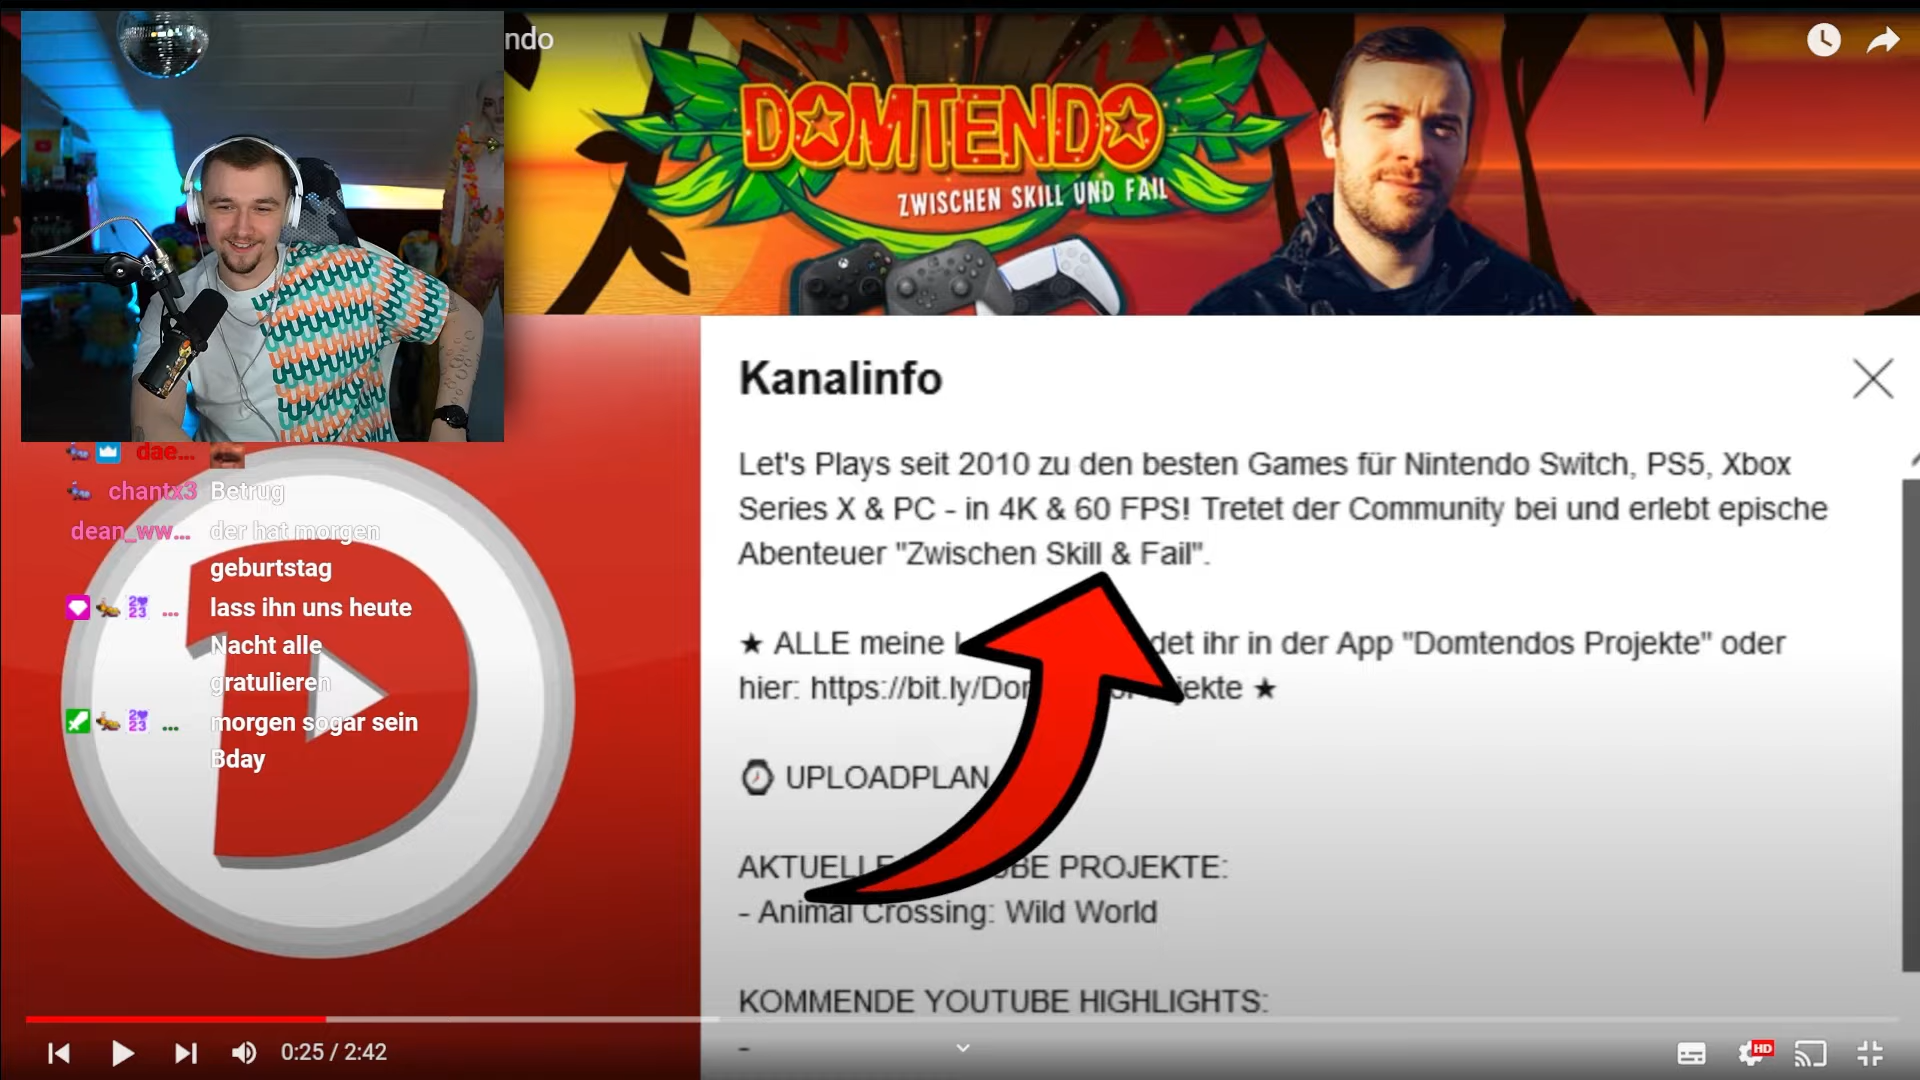 ndo
DOMTENDO
ZWISCHEN SKILL UND FAIL
Kanalinfo
Let's Plays seit 2010 zu den besten Games für Nintendo Switch, PS5, Xbox
Series X & PC - in 4K & 60 FPS! Tretet der Community bei und erlebt epische
Abenteuer "Zwischen Skill & Fail".
★ ALLE meine det ihr in der App "Domtendos Projekte" oder
hier: https://bit.ly/Dom jekte ★
UPLOADPLAN
AKTUELLE BE PROJEKTE:
- Animal Crossing: Wild World
KOMMENDE YOUTUBE HIGHLIGHTS:
-
dae...
chantx3 Betrug
dean_ww... der hat morgen
geburtstag
... lass ihn uns heute
Nacht alle
gratulieren
... morgen sogar sein
Bday
0:25 / 2:42
HD